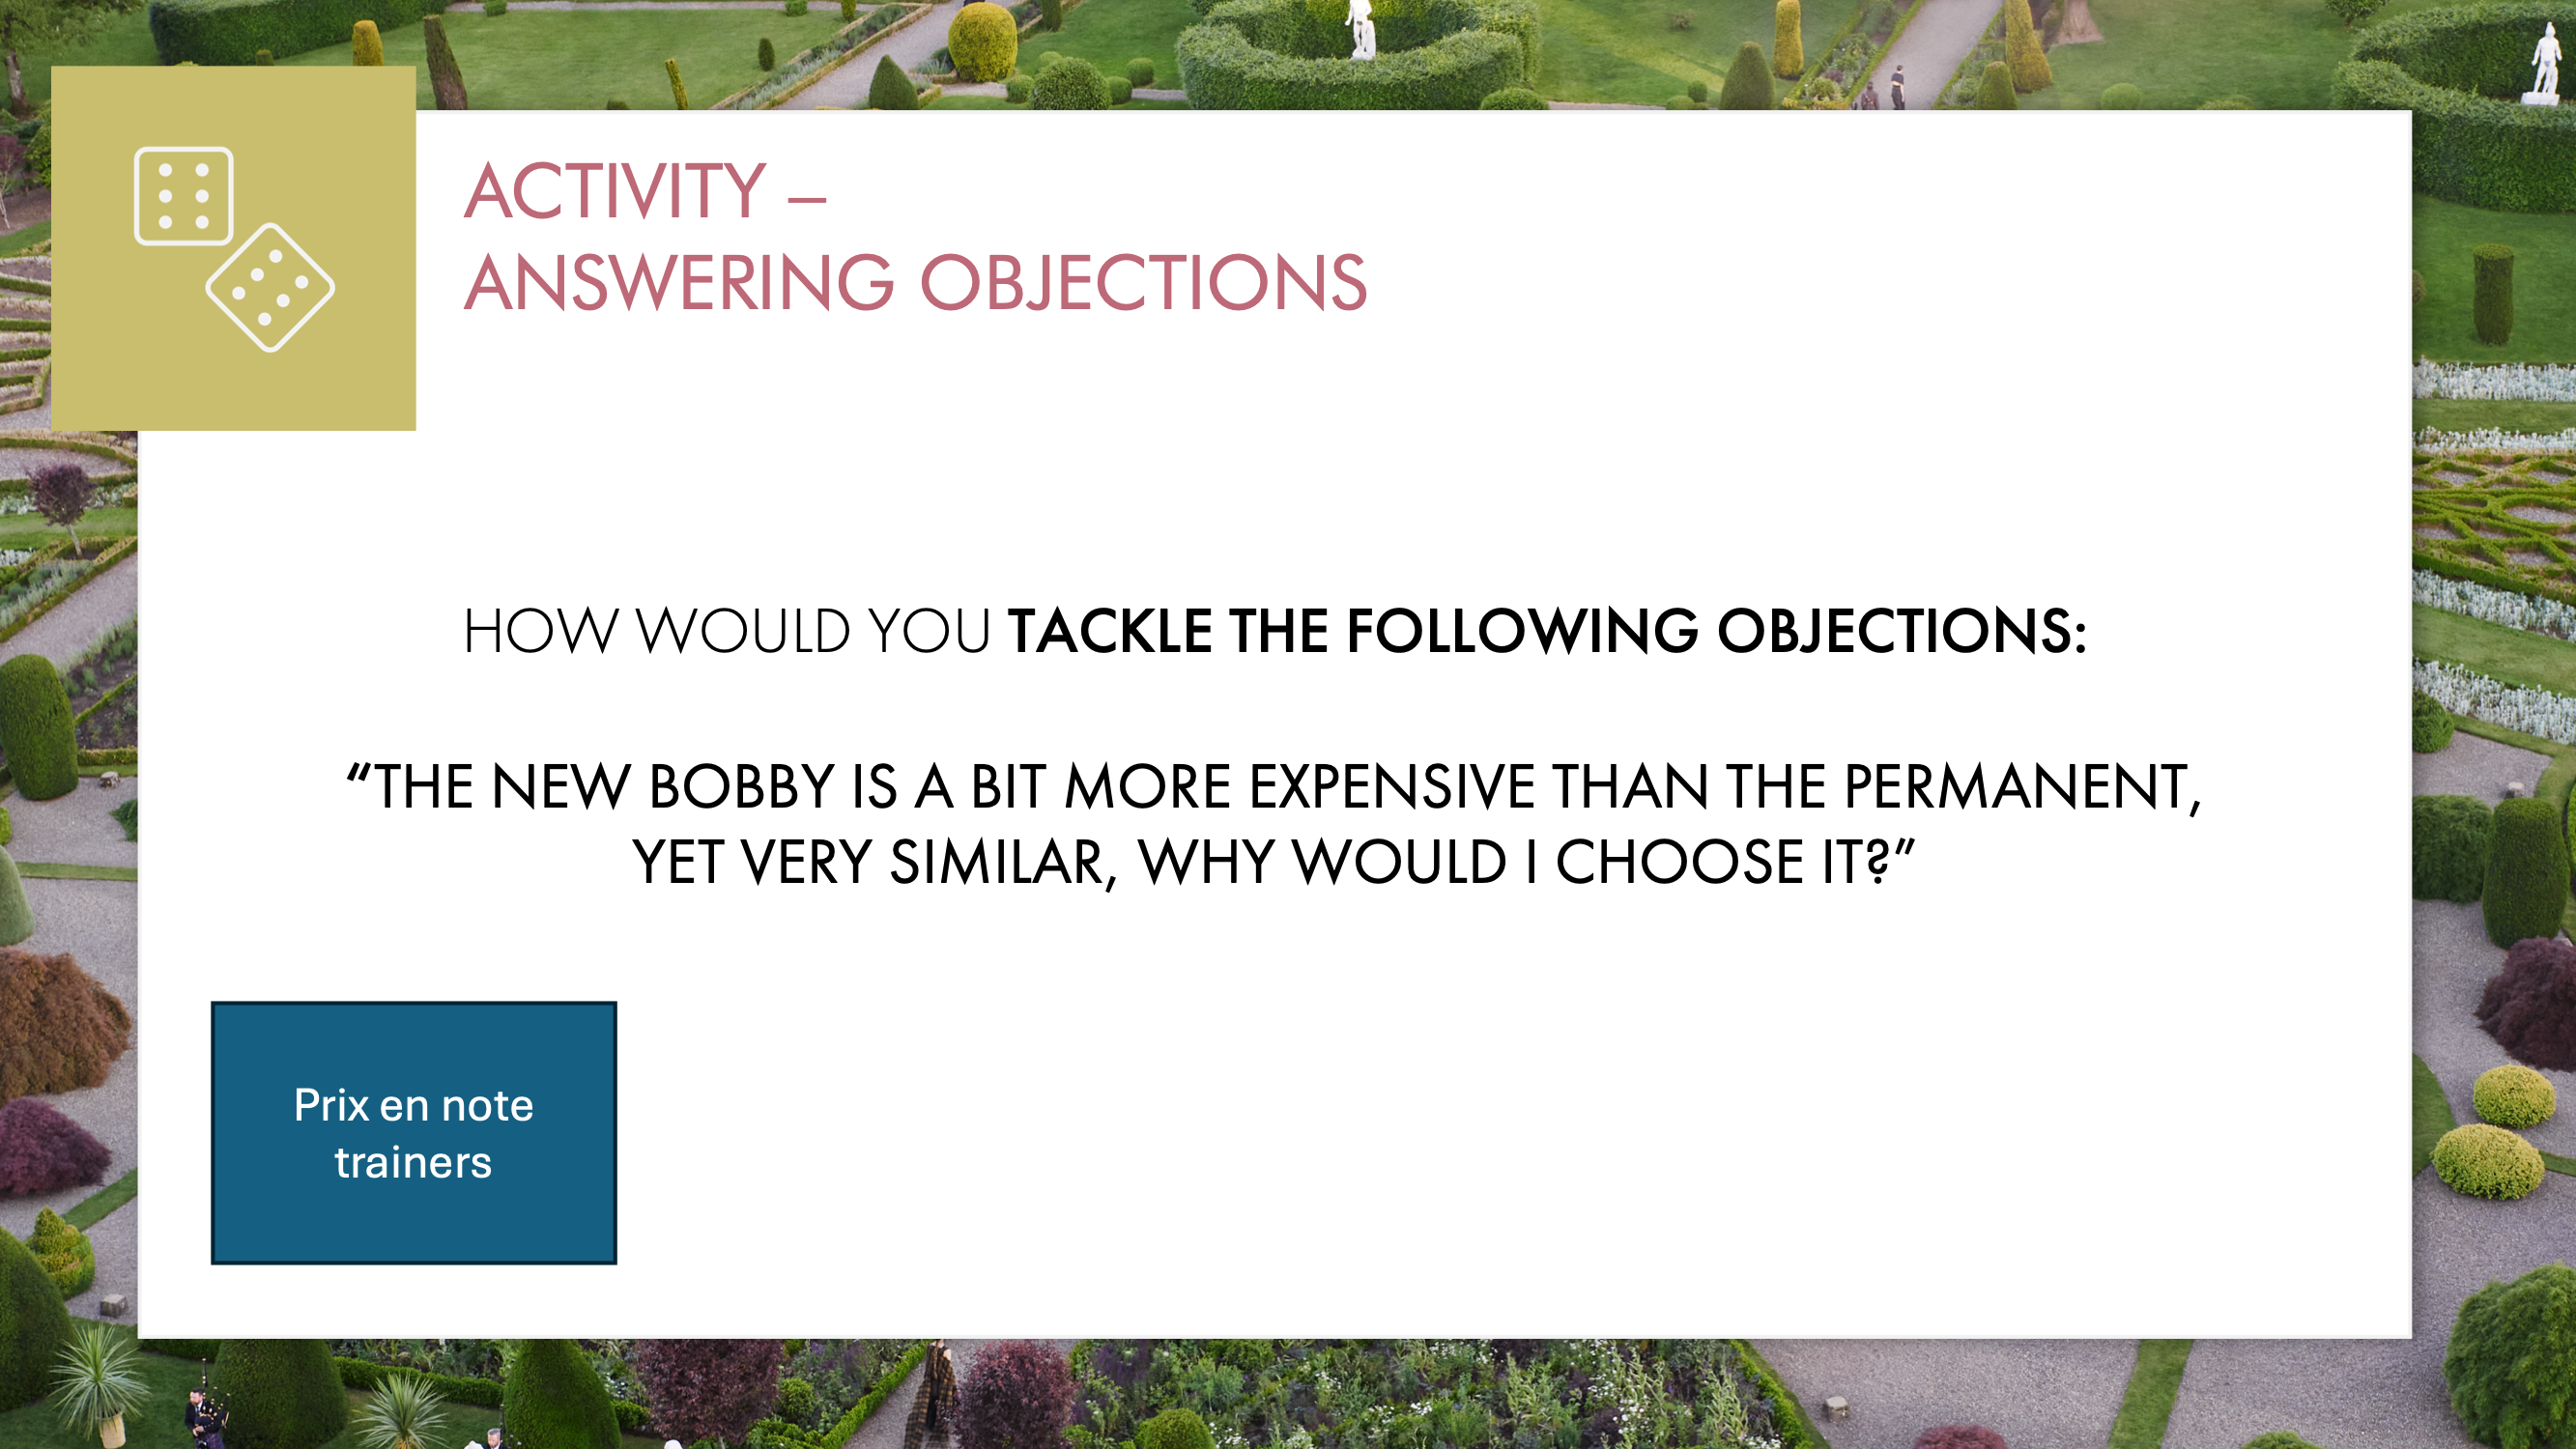 ACTIVITY –
ANSWERING OBJECTIONS
HOW WOULD YOU TACKLE THE FOLLOWING OBJECTIONS:
“THE NEW BOBBY IS A BIT MORE EXPENSIVE THAN THE PERMANENT,
YET VERY SIMILAR, WHY WOULD I CHOOSE IT?”
Prix en note
trainers